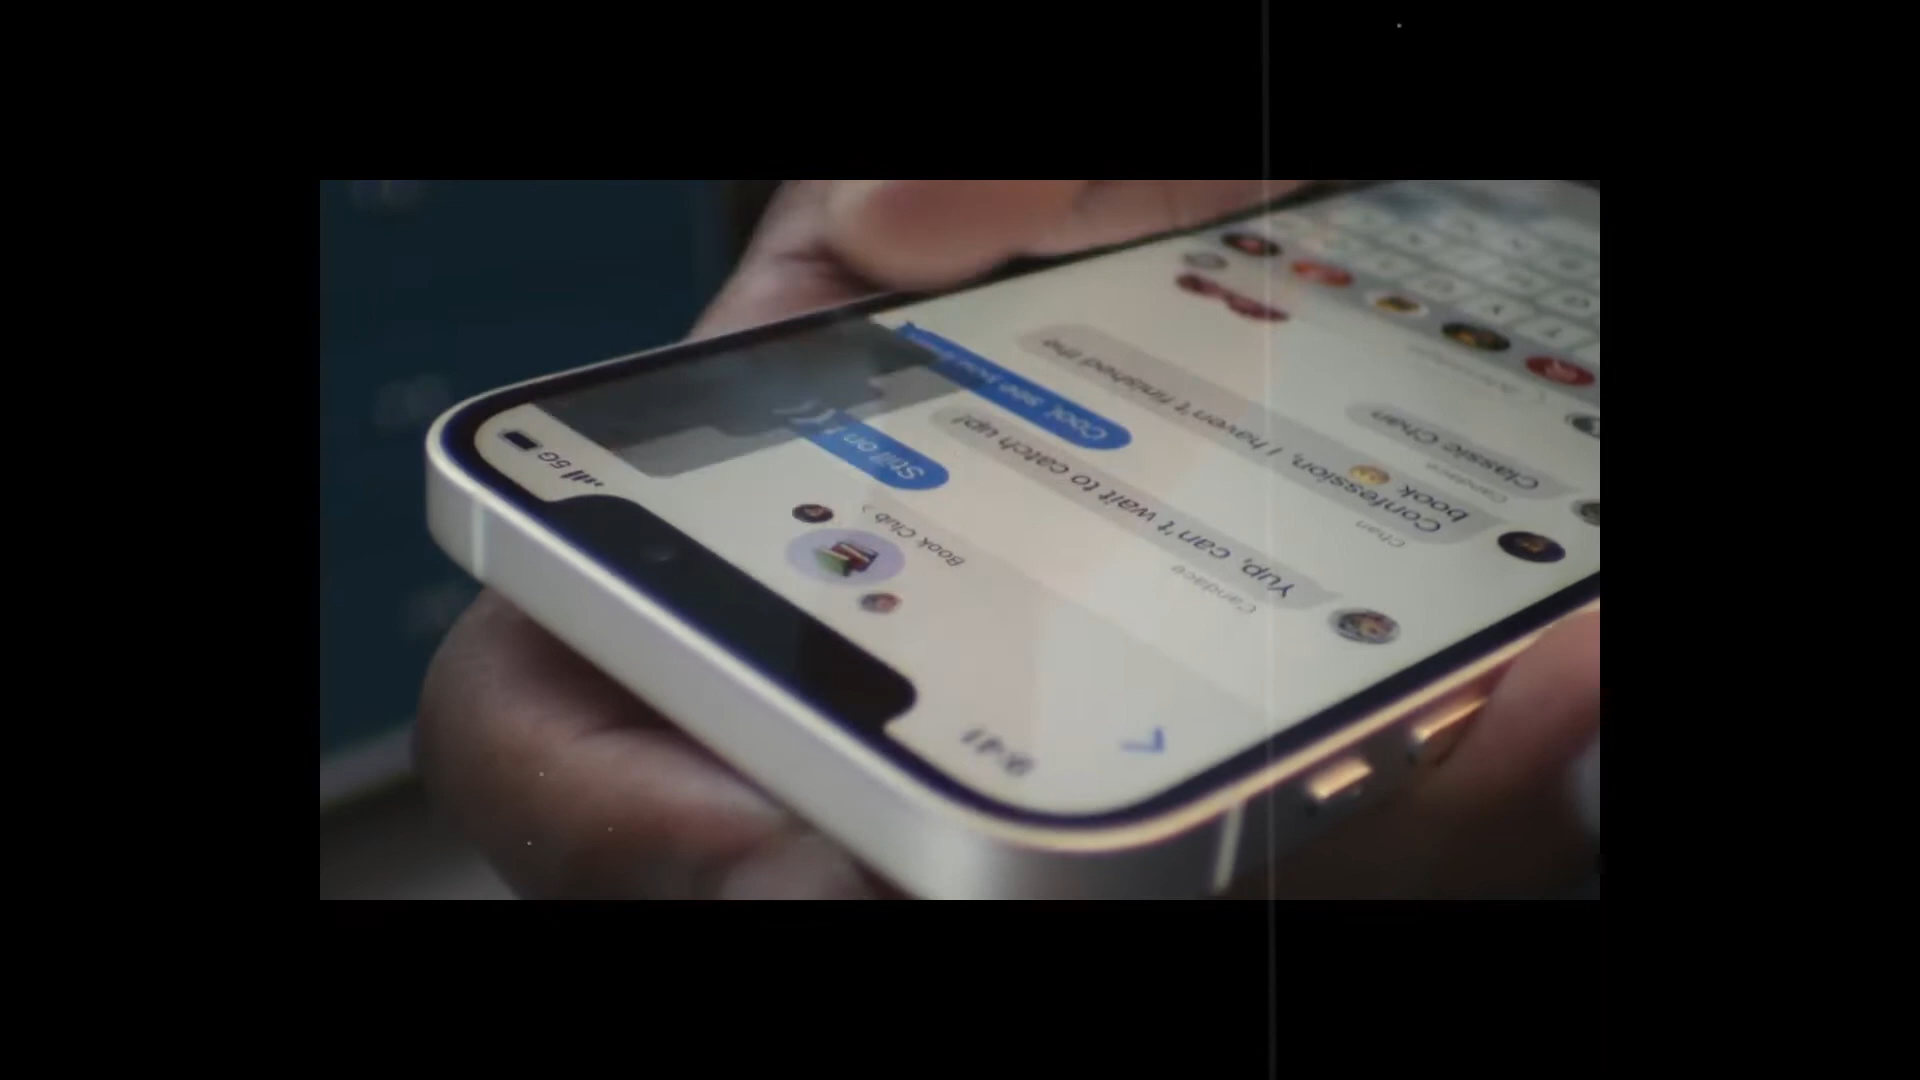 9:41
5G
Book Club
Still on
Candace
Yup, can't wait to catch up!
Cool, see you
Chan
Confession, I haven't finished the
book 😅
Candace
Classic Chan